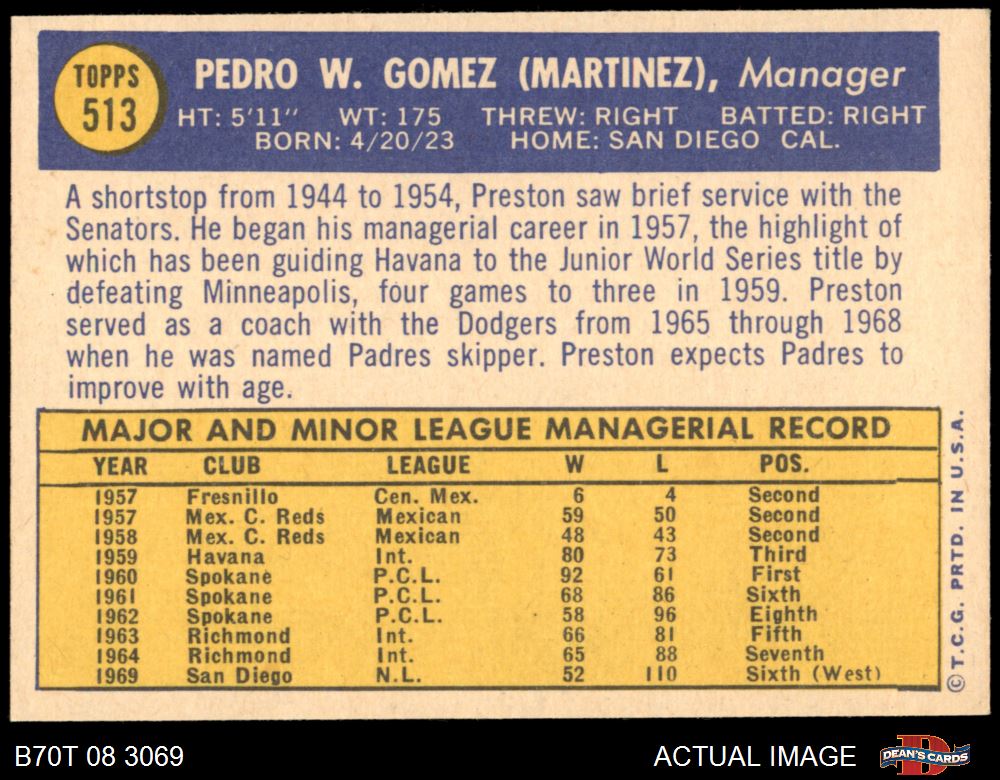 TOPPS
513
PEDRO W. GOMEZ (MARTINEZ), Manager
HT: 5'11" WT: 175 THREW: RIGHT BATTED: RIGHT
BORN: 4/20/23 HOME: SAN DIEGO CAL.
A shortstop from 1944 to 1954, Preston saw brief service with the
Senators. He began his managerial career in 1957, the highlight of
which has been guiding Havana to the Junior World Series title by
defeating Minneapolis, four games to three in 1959. Preston
served as a coach with the Dodgers from 1965 through 1968
when he was named Padres skipper. Preston expects Padres to
improve with age.
MAJOR AND MINOR LEAGUE MANAGERIAL RECORD
YEAR CLUB LEAGUE W L POS.
1957 Fresnillo Cen. Mex. 6 4 Second
1957 Mex. C. Reds Mexican 59 50 Second
1958 Mex. C. Reds Mexican 48 43 Second
1959 Havana Int. 80 73 Third
1960 Spokane P.C.L. 92 61 First
1961 Spokane P.C.L. 68 86 Sixth
1962 Spokane P.C.L. 58 96 Eighth
1963 Richmond Int. 66 81 Fifth
1964 Richmond Int. 65 88 Seventh
1969 San Diego N.L. 52 110 Sixth (West)
©T.C.G. PRTD. IN U.S.A.
B70T 08 3069
ACTUAL IMAGE
DEAN'S CARDS